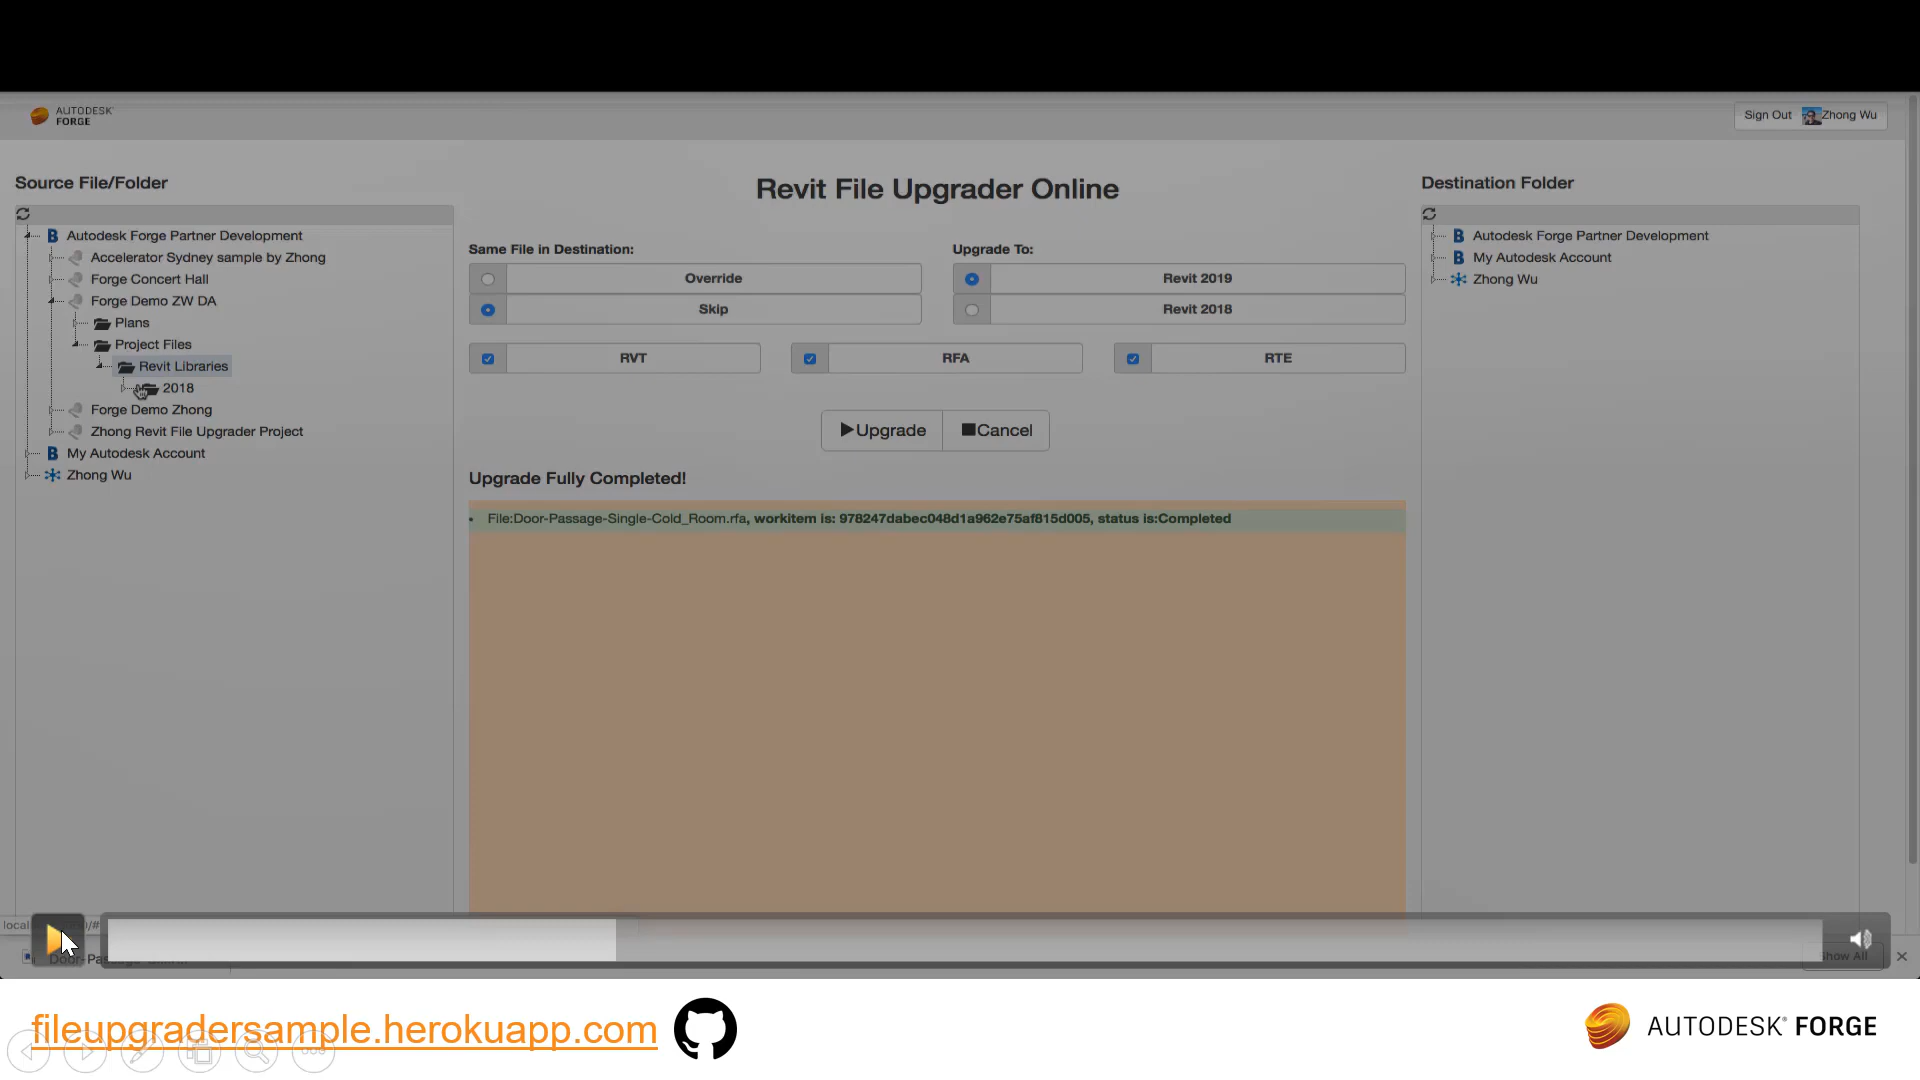 AUTODESK
FORGE
Sign Out Zhong Wu
Source File/Folder
Autodesk Forge Partner Development
Accelerator Sydney sample by Zhong
Forge Concert Hall
Forge Demo ZW DA
Plans
Project Files
Revit Libraries
2018
Forge Demo Zhong
Zhong Revit File Upgrader Project
My Autodesk Account
Zhong Wu
Revit File Upgrader Online
Same File in Destination:
Override
Skip
Upgrade To:
Revit 2019
Revit 2018
RVT
RFA
RTE
Upgrade
Cancel
Upgrade Fully Completed!
File:Door-Passage-Single-Cold_Room.rfa, workitem is: 978247dabec048d1a962e75af815d005, status is:Completed
Destination Folder
Autodesk Forge Partner Development
My Autodesk Account
Zhong Wu
Show All
fileupgradersample.herokuapp.com
AUTODESK® FORGE